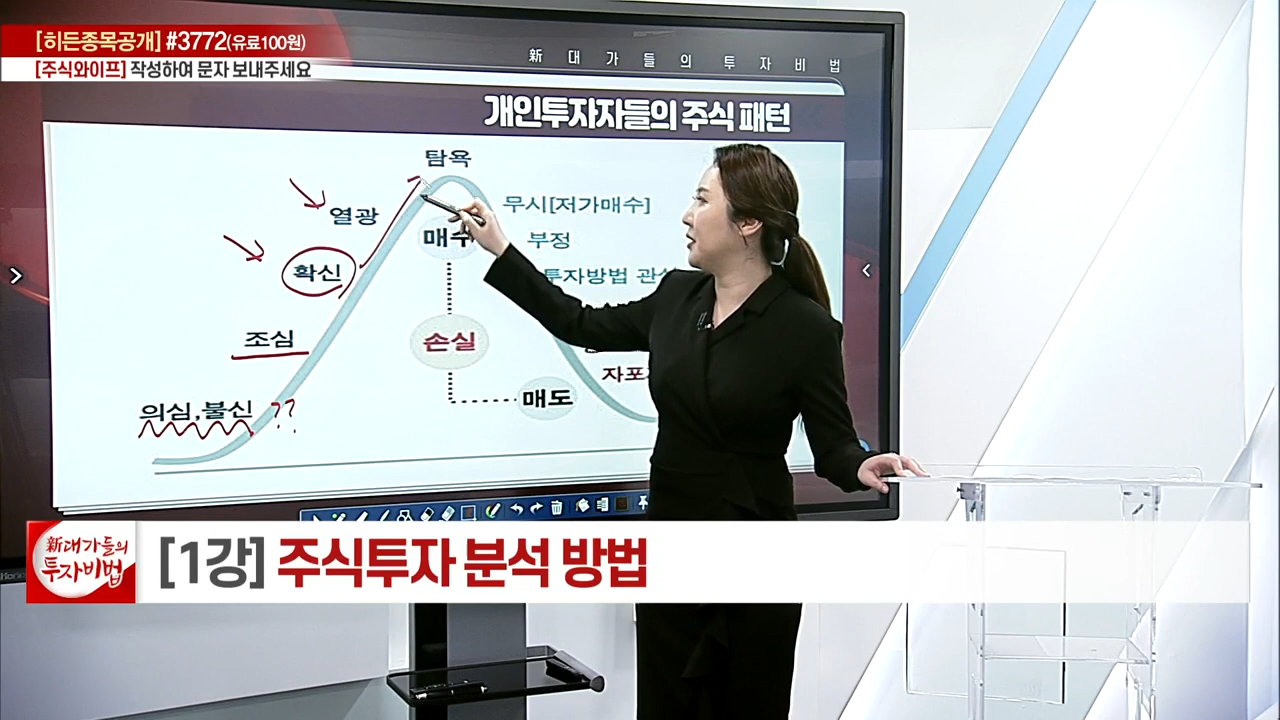 [히든종목공개] #3772(유료100원)
[주식와이프] 작성하여 문자 보내주세요
新 대 가 들 의 투 자 비 법
개인투자자들의 주식 패턴
탐욕
열광
확신
조심
의심,불신 ??
매수
손실
매도
무시[저가매수]
부정
투자방법
자포
新대가들의
투자비법
[1강] 주식투자 분석 방법